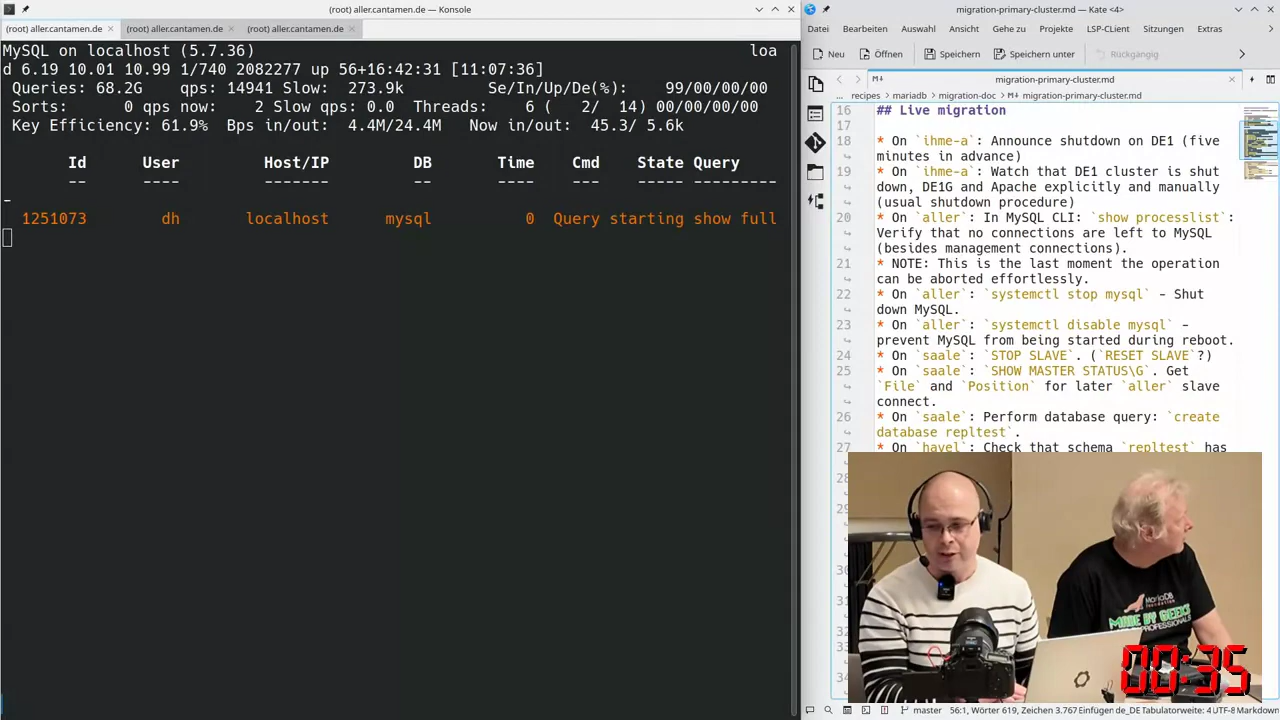 (root) aller.cantamen.de — Konsole
(root) aller.cantamen.de
(root) aller.cantamen.de
(root) aller.cantamen.de
MySQL on localhost (5.7.36) loa
d 6.19 10.01 10.99 1/740 2082277 up 56+16:42:31 [11:07:36]
Queries: 68.2G qps: 14941 Slow: 34.9k Se/In/Up/De(%): 99/00/00/00
Sorts: 0 qps now: 2 Slow qps: 0.0 Threads: 6 ( 2/ 14) 00/00/00/00
Key Efficiency: 61.9% Bps in/out: 4.4M/24.4M Now in/out: 45.3/ 5.6k
Id User Host/IP DB Time Cmd State Query
-- ---- ------- -- ---- --- ----- ---------
-
1251073 dh localhost mysql 0 Query starting show full
migration-primary-cluster.md — Kate <4>
Datei Bearbeiten Auswahl Ansicht Gehe zu Projekte LSP-CLient Sitzungen Extras
Neu Öffnen Speichern Speichern unter Rückgängig
migration-primary-cluster.md
... recipes mariadb migration-doc migration-primary-cluster.md
16 ## Live migration
17
18 * On `ihme-a`: Announce shutdown on DE1 (five
minutes in advance)
19 * On `ihme-a`: Watch that DE1 cluster is shut
down, DE1G and Apache explicitly and manually
(usual shutdown procedure)
20 * On `aller`: In MySQL CLI: `show processlist`:
Verify that no connections are left to MySQL
(besides management connections).
21 * NOTE: This is the last moment the operation
can be aborted effortlessly.
22 * On `aller`: `systemctl stop mysql` - Shut
down MySQL.
23 * On `aller`: `systemctl disable mysql` -
prevent MySQL from being started during reboot.
24 * On `saale`: `STOP SLAVE`. (`RESET SLAVE`?)
25 * On `saale`: `SHOW MASTER STATUS\G`. Get
`File` and `Position` for later `aller` slave
connect.
26 * On `saale`: Perform database query: `create
database repltest`.
27 * On `havel`: Check that schema `repltest` has
28
29
32
33
34
MariaDB
Foundation
MADE BY GEEKS
PROFESSIONALS
00:35
master 56:1, Wörter 619, Zeichen 3.767 Einfügen de_DE Tabulatorweite: 4 UTF-8 Markdown